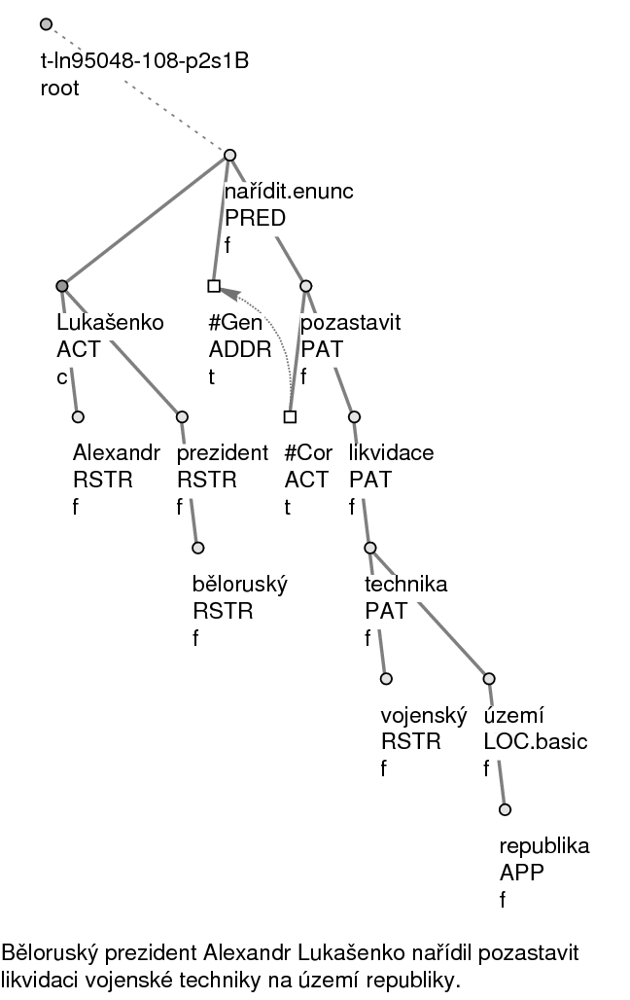 t-ln95048-108-p2s1B
root
nařídit.enunc
PRED
f
Lukašenko
ACT
c
#Gen
ADDR
t
pozastavit
PAT
f
Alexandr
RSTR
f
prezident
RSTR
f
#Cor
ACT
t
likvidace
PAT
f
běloruský
RSTR
f
technika
PAT
f
vojenský
RSTR
f
území
LOC.basic
f
republika
APP
f
Běloruský prezident Alexandr Lukašenko nařídil pozastavit
likvidaci vojenské techniky na území republiky.